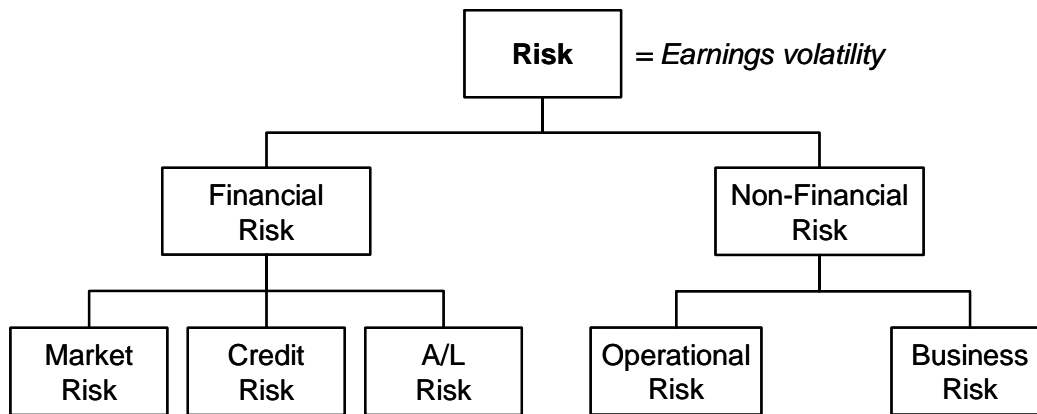 Risk = Earnings volatility
Financial
Risk
Non-Financial
Risk
Market
Risk
Credit
Risk
A/L
Risk
Operational
Risk
Business
Risk